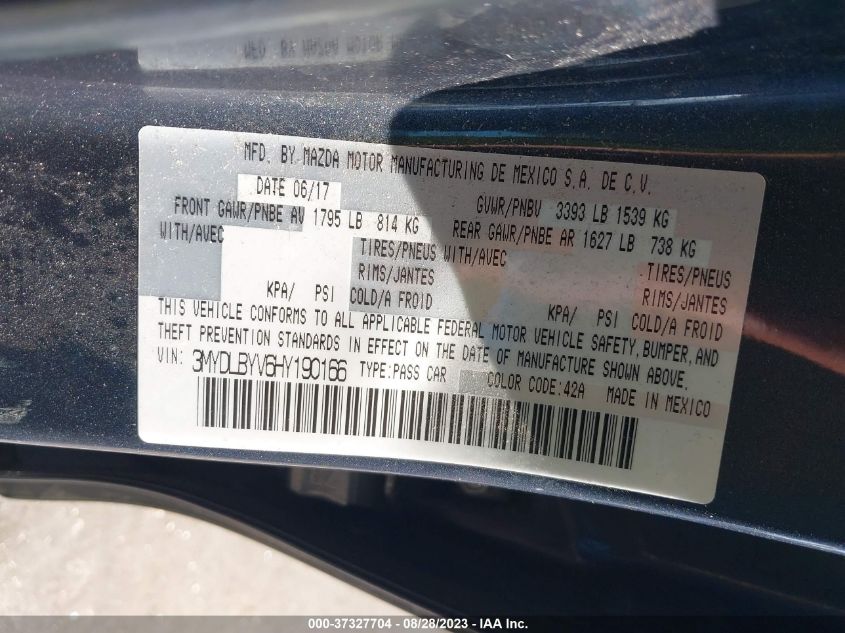 MFD. BY MAZDA MOTOR MANUFACTURING DE MEXICO S.A. DE C.V.
DATE 06/17 GVWR/PNBV 3393 LB 1539 KG
FRONT GAWR/PNBE AV 1795 LB 814 KG REAR GAWR/PNBE AR 1627 LB 738 KG
WITH/AVEC TIRES/PNEUS WITH/AVEC TIRES/PNEUS
RIMS/JANTES RIMS/JANTES
KPA/ PSI COLD/A FROID KPA/ PSI COLD/A FROID
THIS VEHICLE CONFORMS TO ALL APPLICABLE FEDERAL MOTOR VEHICLE SAFETY, BUMPER, AND
THEFT PREVENTION STANDARDS IN EFFECT ON THE DATE OF MANUFACTURE SHOWN ABOVE.
VIN: 3MYDLBYV6HY190166 TYPE:PASS CAR COLOR CODE:42A MADE IN MEXICO
000-37327704 - 08/28/2023 - IAA Inc.